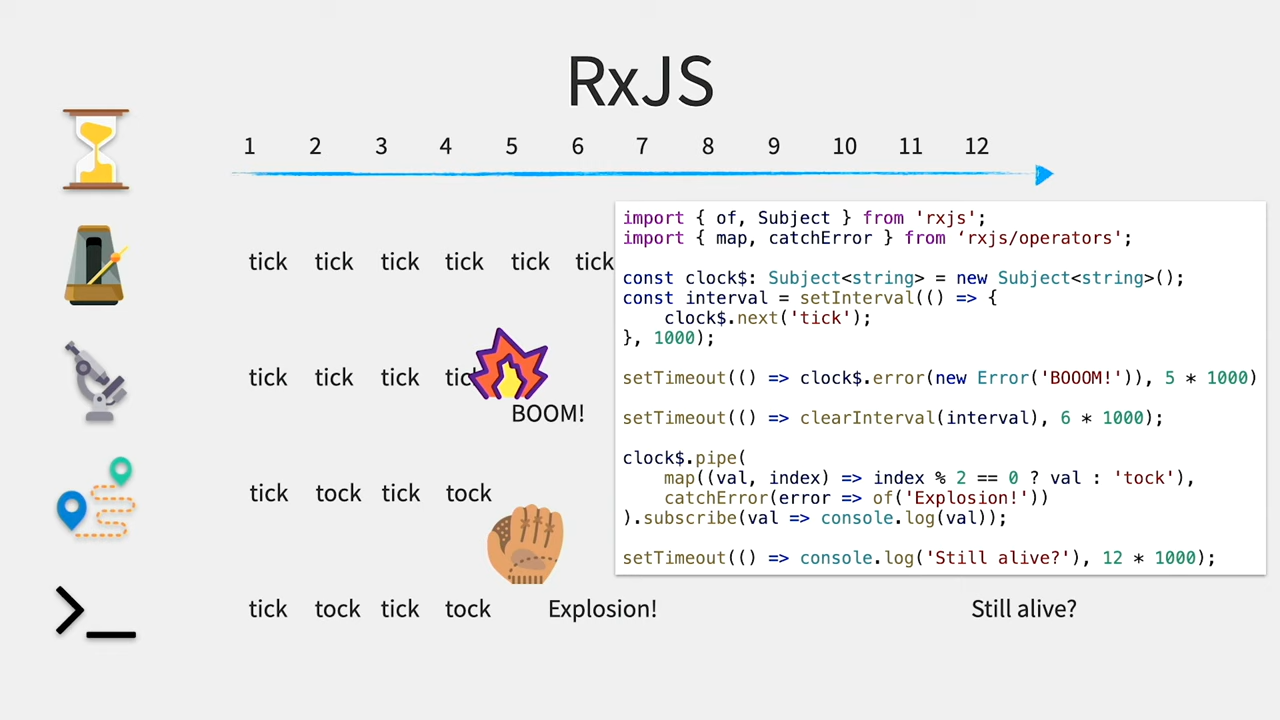 RxJS
1 2 3 4 5 6 7 8 9 10 11 12
tick tick tick tick tick tick
import { of, Subject } from 'rxjs';
import { map, catchError } from ‘rxjs/operators';
const clock$: Subject<string> = new Subject<string>();
const interval = setInterval(() => {
clock$.next('tick');
}, 1000);
tick tick tick tic
BOOM!
setTimeout(() => clock$.error(new Error('BOOOM!')), 5 * 1000)
setTimeout(() => clearInterval(interval), 6 * 1000);
clock$.pipe(
map((val, index) => index % 2 == 0 ? val : 'tock'),
catchError(error => of('Explosion!'))
).subscribe(val => console.log(val));
setTimeout(() => console.log('Still alive?'), 12 * 1000);
tick tock tick tock
tick tock tick tock Explosion! Still alive?